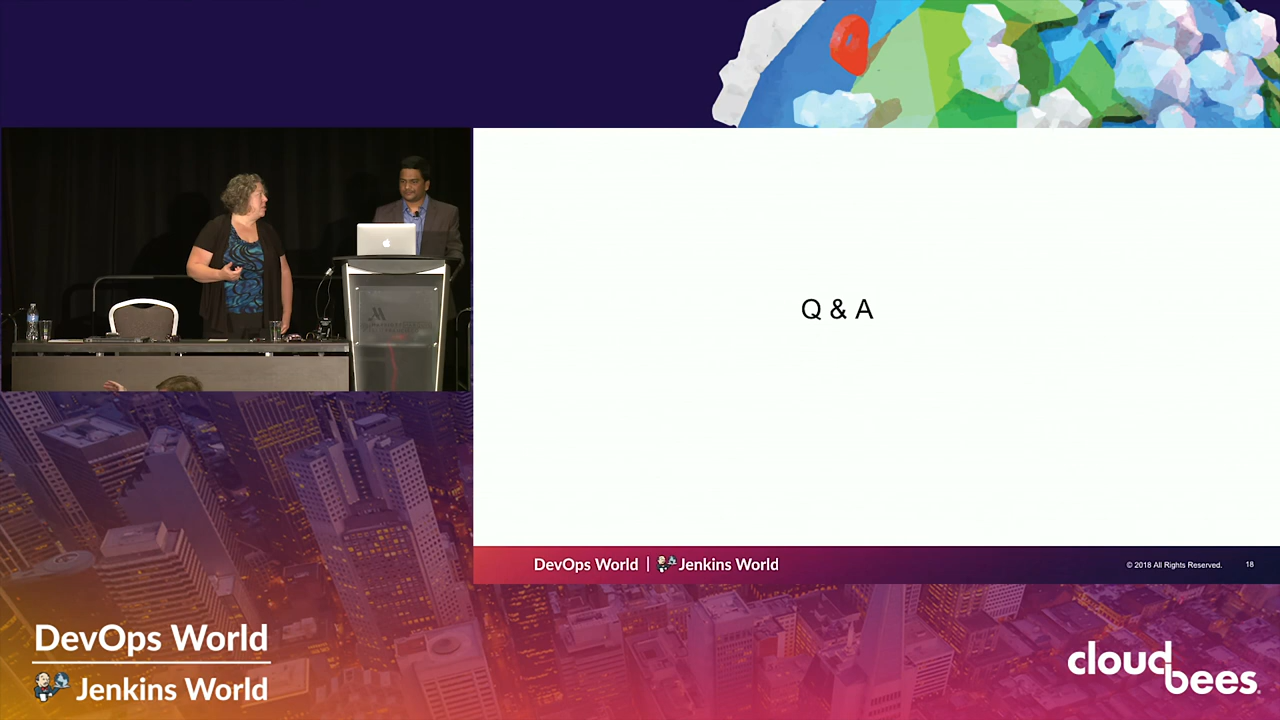 Q & A
DevOps World | Jenkins World
© 2018 All Rights Reserved.
18
DevOps World
Jenkins World
cloudbees.